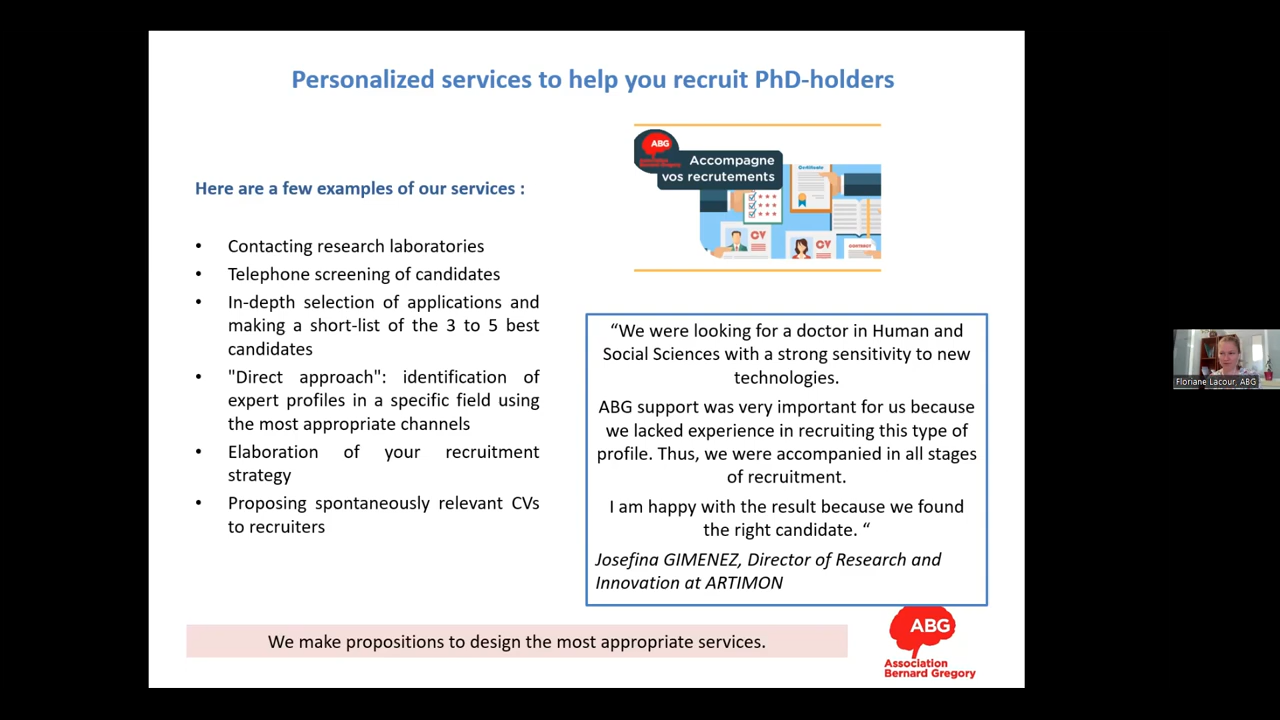 Personalized services to help you recruit PhD-holders
ABG
Association
Bernard Gregory
Accompagne
vos recrutements
Certificate
CV
CV
CONTRACT
Here are a few examples of our services :
• Contacting research laboratories
• Telephone screening of candidates
• In-depth selection of applications and
making a short-list of the 3 to 5 best
candidates
• "Direct approach": identification of
expert profiles in a specific field using
the most appropriate channels
• Elaboration of your recruitment
strategy
• Proposing spontaneously relevant CVs
to recruiters
“We were looking for a doctor in Human and
Social Sciences with a strong sensitivity to new
technologies.
ABG support was very important for us because
we lacked experience in recruiting this type of
profile. Thus, we were accompanied in all stages
of recruitment.
I am happy with the result because we found
the right candidate. “
Josefina GIMENEZ, Director of Research and
Innovation at ARTIMON
We make propositions to design the most appropriate services.
ABG
Association
Bernard Gregory
Floriane Lacour, ABG